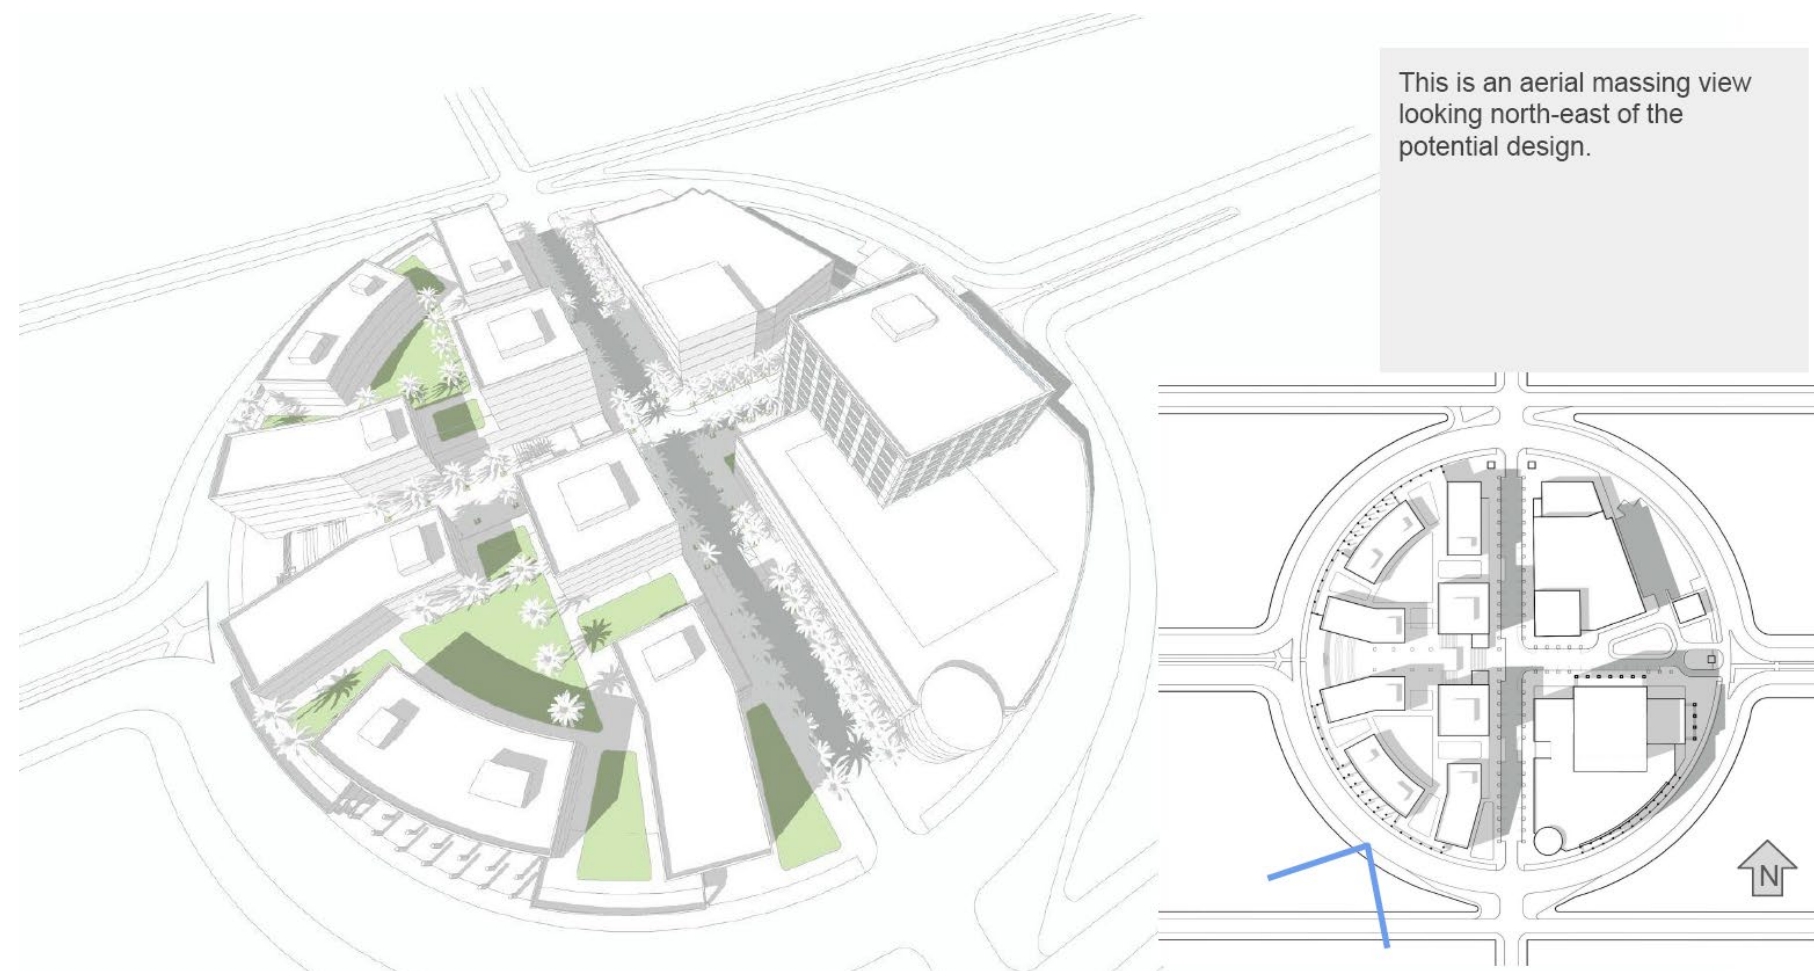 This is an aerial massing view
looking north-east of the
potential design.
N